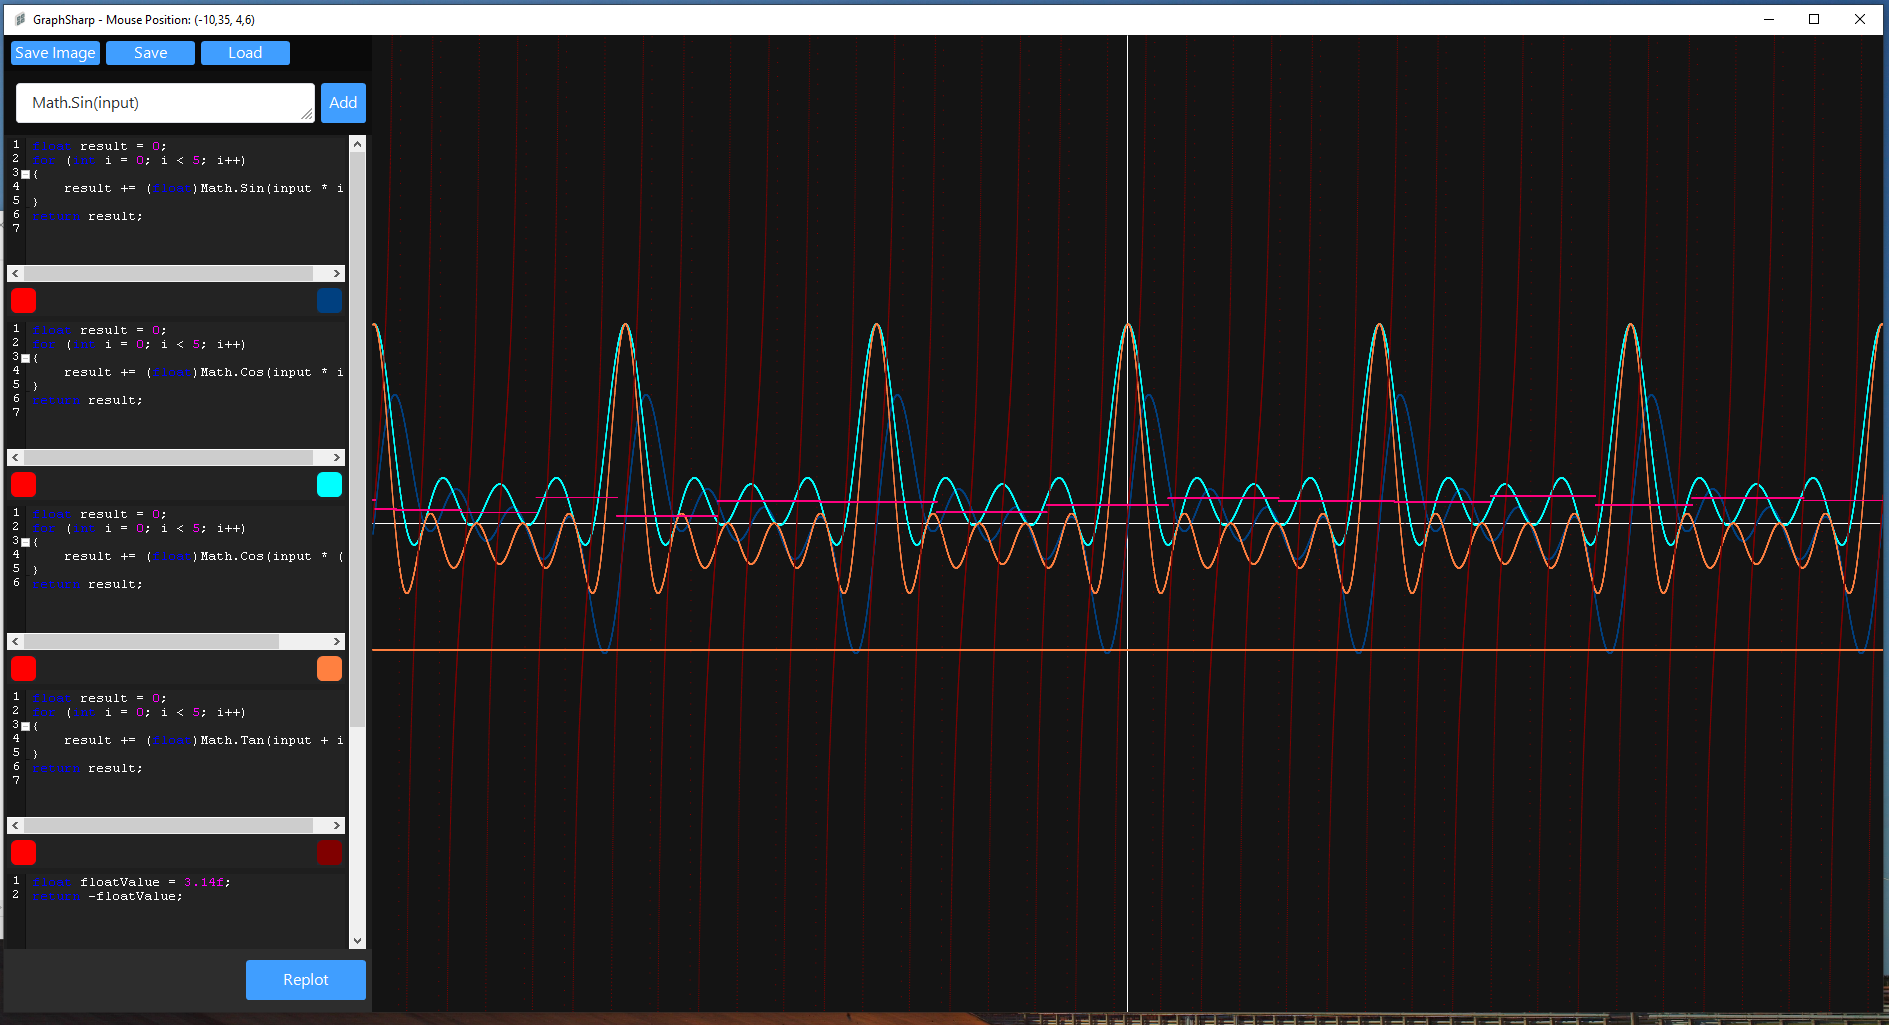 GraphSharp - Mouse Position: (-10,35, 4,6)
Save Image Save Load
Math.Sin(input) Add
1 float result = 0;
2 for (int i = 0; i < 5; i++)
3 {
4 result += (float)Math.Sin(input * i
5 }
6 return result;
7
1 float result = 0;
2 for (int i = 0; i < 5; i++)
3 {
4 result += (float)Math.Cos(input * i
5 }
6 return result;
7
1 float result = 0;
2 for (int i = 0; i < 5; i++)
3 {
4 result += (float)Math.Cos(input * (
5 }
6 return result;
1 float result = 0;
2 for (int i = 0; i < 5; i++)
3 {
4 result += (float)Math.Tan(input + i
5 }
6 return result;
7
1 float floatValue = 3.14f;
2 return -floatValue;
Replot